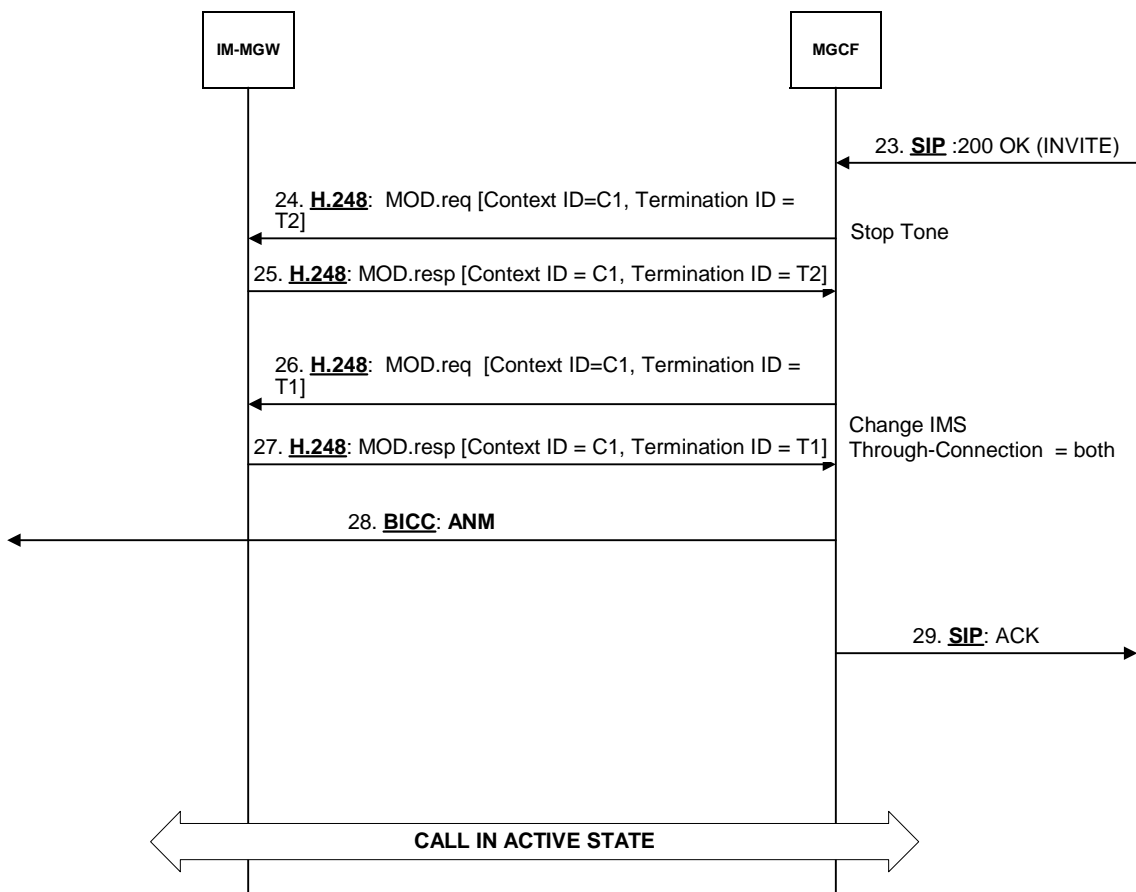 IM-MGW
MGCF
23. SIP :200 OK (INVITE)
24. H.248: MOD.req [Context ID=C1, Termination ID =
T2]
Stop Tone
25. H.248: MOD.resp [Context ID = C1, Termination ID = T2]
26. H.248: MOD.req [Context ID=C1, Termination ID =
T1]
Change IMS
Through-Connection = both
27. H.248: MOD.resp [Context ID = C1, Termination ID = T1]
28. BICC: ANM
29. SIP: ACK
CALL IN ACTIVE STATE